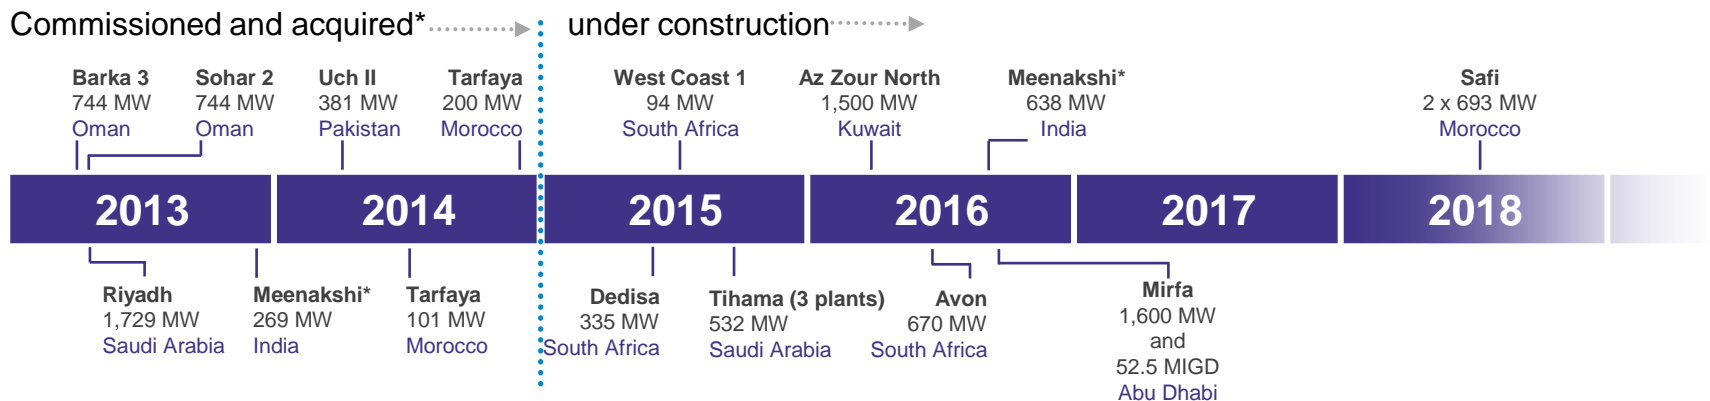 Commissioned and acquired*
under construction
Barka 3
744 MW
Oman
Sohar 2
744 MW
Oman
Uch II
381 MW
Pakistan
Tarfaya
200 MW
Morocco
West Coast 1
94 MW
South Africa
Az Zour North
1,500 MW
Kuwait
Meenakshi*
638 MW
India
Safi
2 x 693 MW
Morocco
2013
2014
2015
2016
2017
2018
Riyadh
1,729 MW
Saudi Arabia
Meenakshi*
269 MW
India
Tarfaya
101 MW
Morocco
Dedisa
335 MW
South Africa
Tihama (3 plants)
532 MW
Saudi Arabia
Avon
670 MW
South Africa
Mirfa
1,600 MW
and
52.5 MIGD
Abu Dhabi